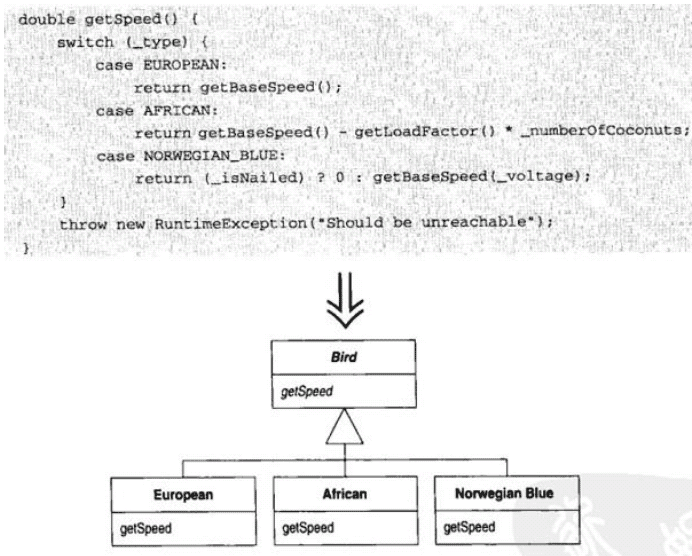 double getSpeed() {
switch (_type) {
case EUROPEAN:
return getBaseSpeed();
case AFRICAN:
return getBaseSpeed() - getLoadFactor() * _numberOfCoconuts;
case NORWEGIAN_BLUE:
return (_isNailed) ? 0 : getBaseSpeed(_voltage);
}
throw new RuntimeException("Should be unreachable");
}
Bird
getSpeed
European
African
Norwegian Blue
getSpeed
getSpeed
getSpeed